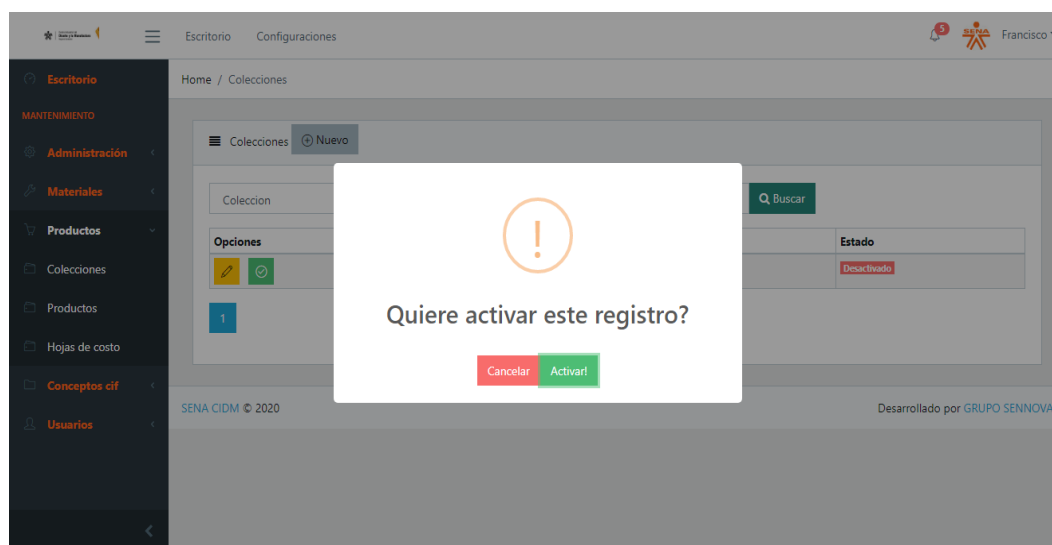 Escritorio Configuraciones 5 SENA Francisco
Escritorio
Home / Colecciones
MANTENIMIENTO
Administración
Materiales
Productos
Colecciones
Productos
Hojas de costo
Conceptos cif
Usuarios
Colecciones Nuevo
Coleccion Buscar
Opciones Estado
Desactivado
1
Quiere activar este registro?
Cancelar Activar!
SENA CIDM © 2020 Desarrollado por GRUPO SENNOVA